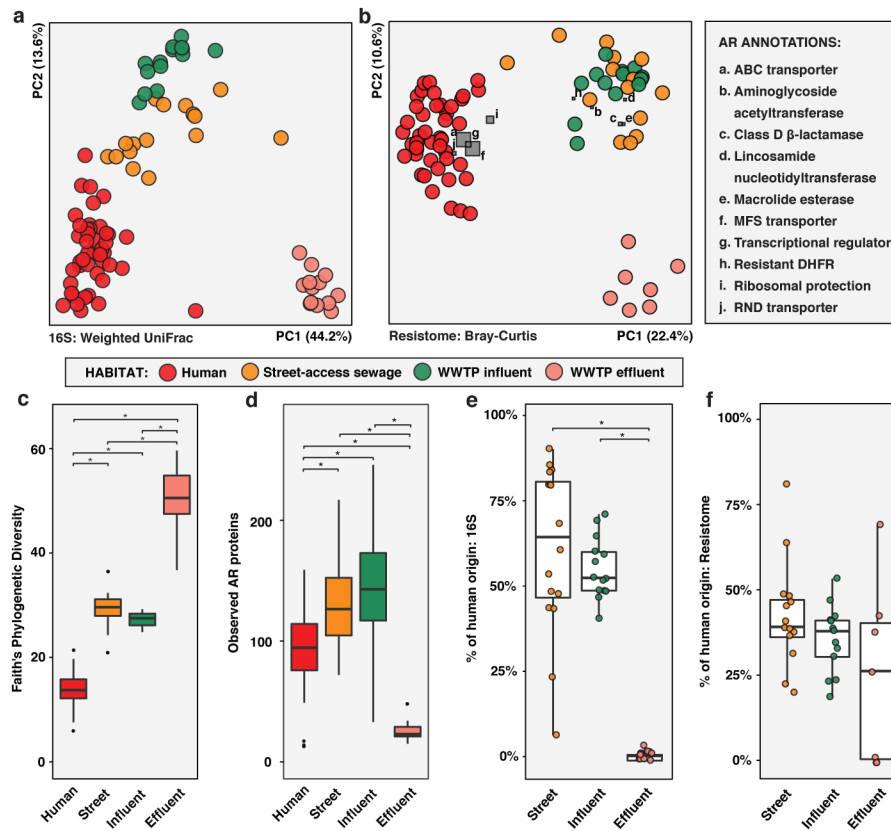 a
PC2 (13.6%)
16S: Weighted UniFrac
PC1 (44.2%)
b
PC2 (10.6%)
h
d
b
c
e
i
a
g
j
f
Resistome: Bray-Curtis
PC1 (22.4%)
AR ANNOTATIONS:
a. ABC transporter
b. Aminoglycoside
acetyltransferase
c. Class D β-lactamase
d. Lincosamide
nucleotidyltransferase
e. Macrolide esterase
f. MFS transporter
g. Transcriptional regulator
h. Resistant DHFR
i. Ribosomal protection
j. RND transporter
HABITAT: Human Street-access sewage WWTP influent WWTP effluent
c
Faith's Phylogenetic Diversity
60
40
20
0
* * * * *
Human Street Influent Effluent
d
Observed AR proteins
200
100
0
* * * * *
Human Street Influent Effluent
e
% of human origin: 16S
100%
75%
50%
25%
0%
* *
Street Influent Effluent
f
% of human origin: Resistome
100%
75%
50%
25%
0%
Street Influent Effluent